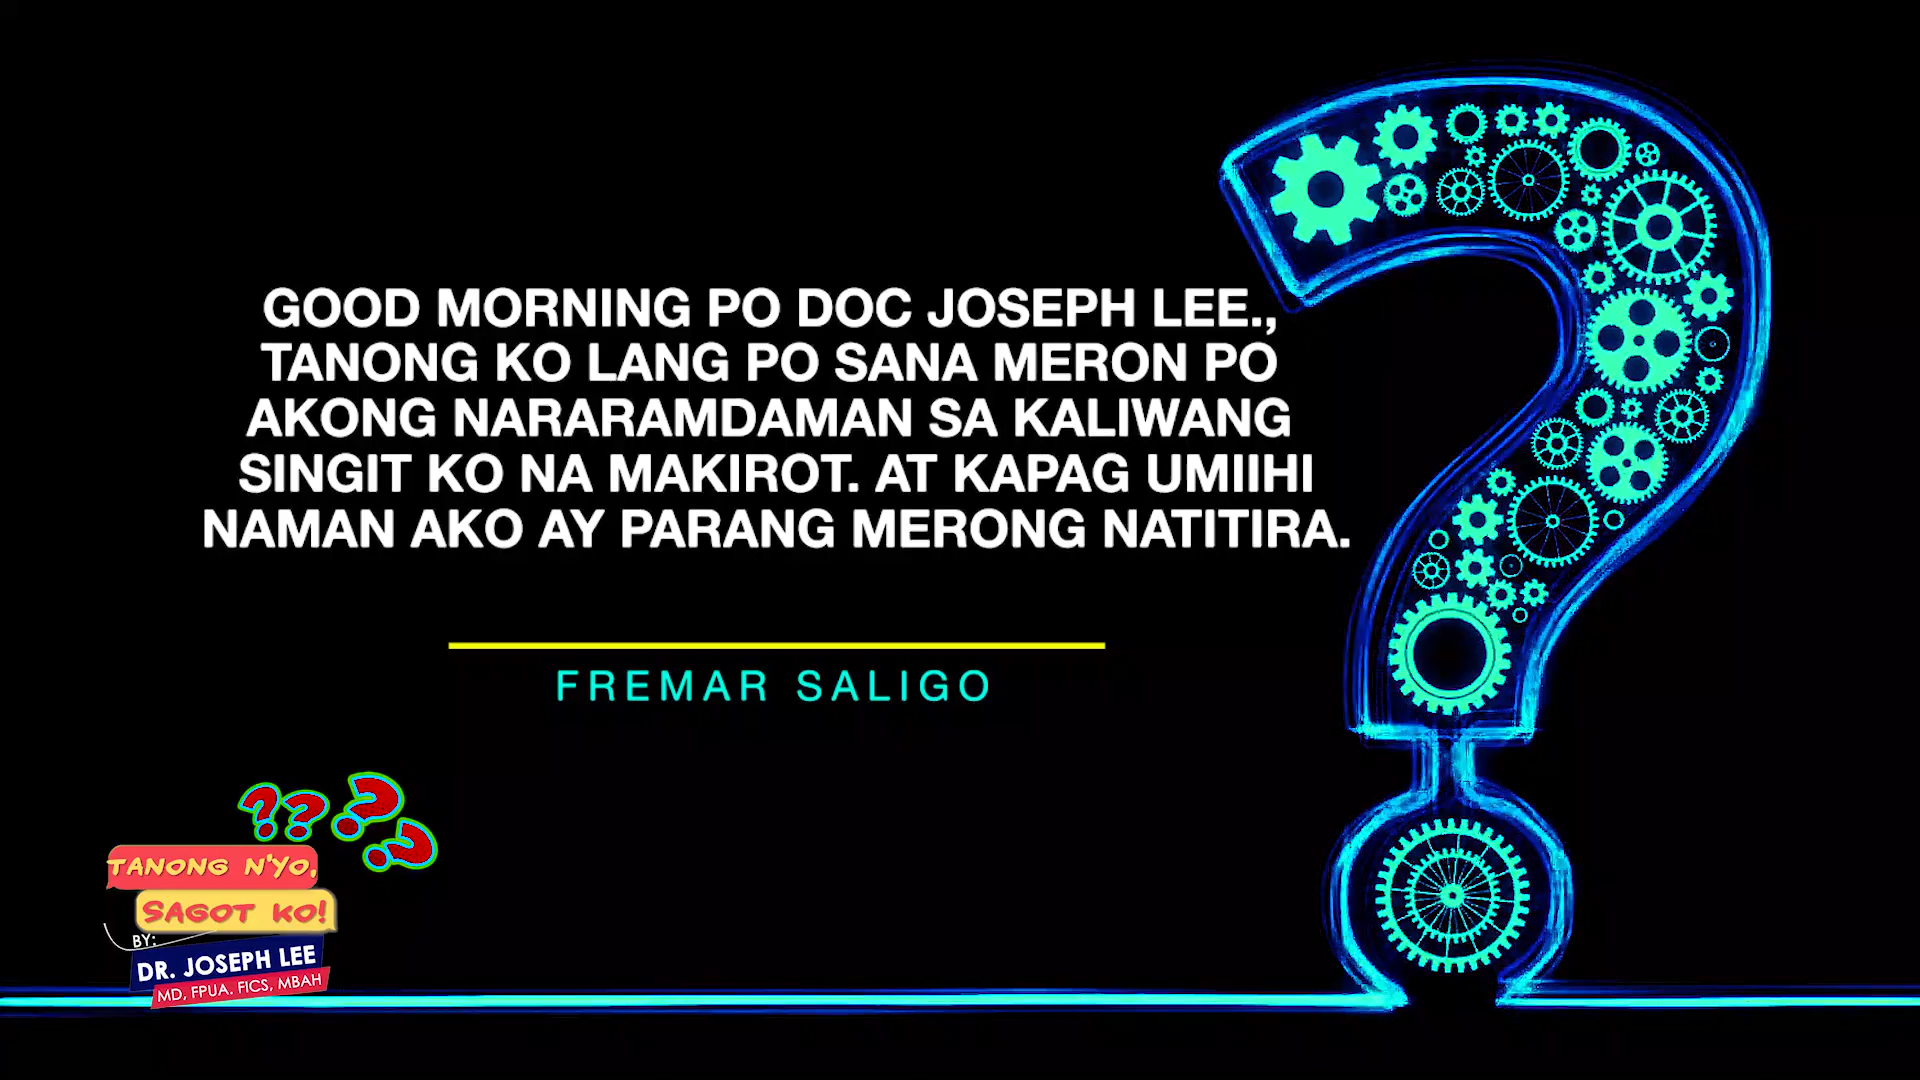 GOOD MORNING PO DOC JOSEPH LEE.,
TANONG KO LANG PO SANA MERON PO
AKONG NARARAMDAMAN SA KALIWANG
SINGIT KO NA MAKIROT. AT KAPAG UMIIHI
NAMAN AKO AY PARANG MERONG NATITIRA.
FREMAR SALIGO
????
TANONG N'YO,
SAGOT KO!
BY:
DR. JOSEPH LEE
MD, FPUA. FICS, MBAH